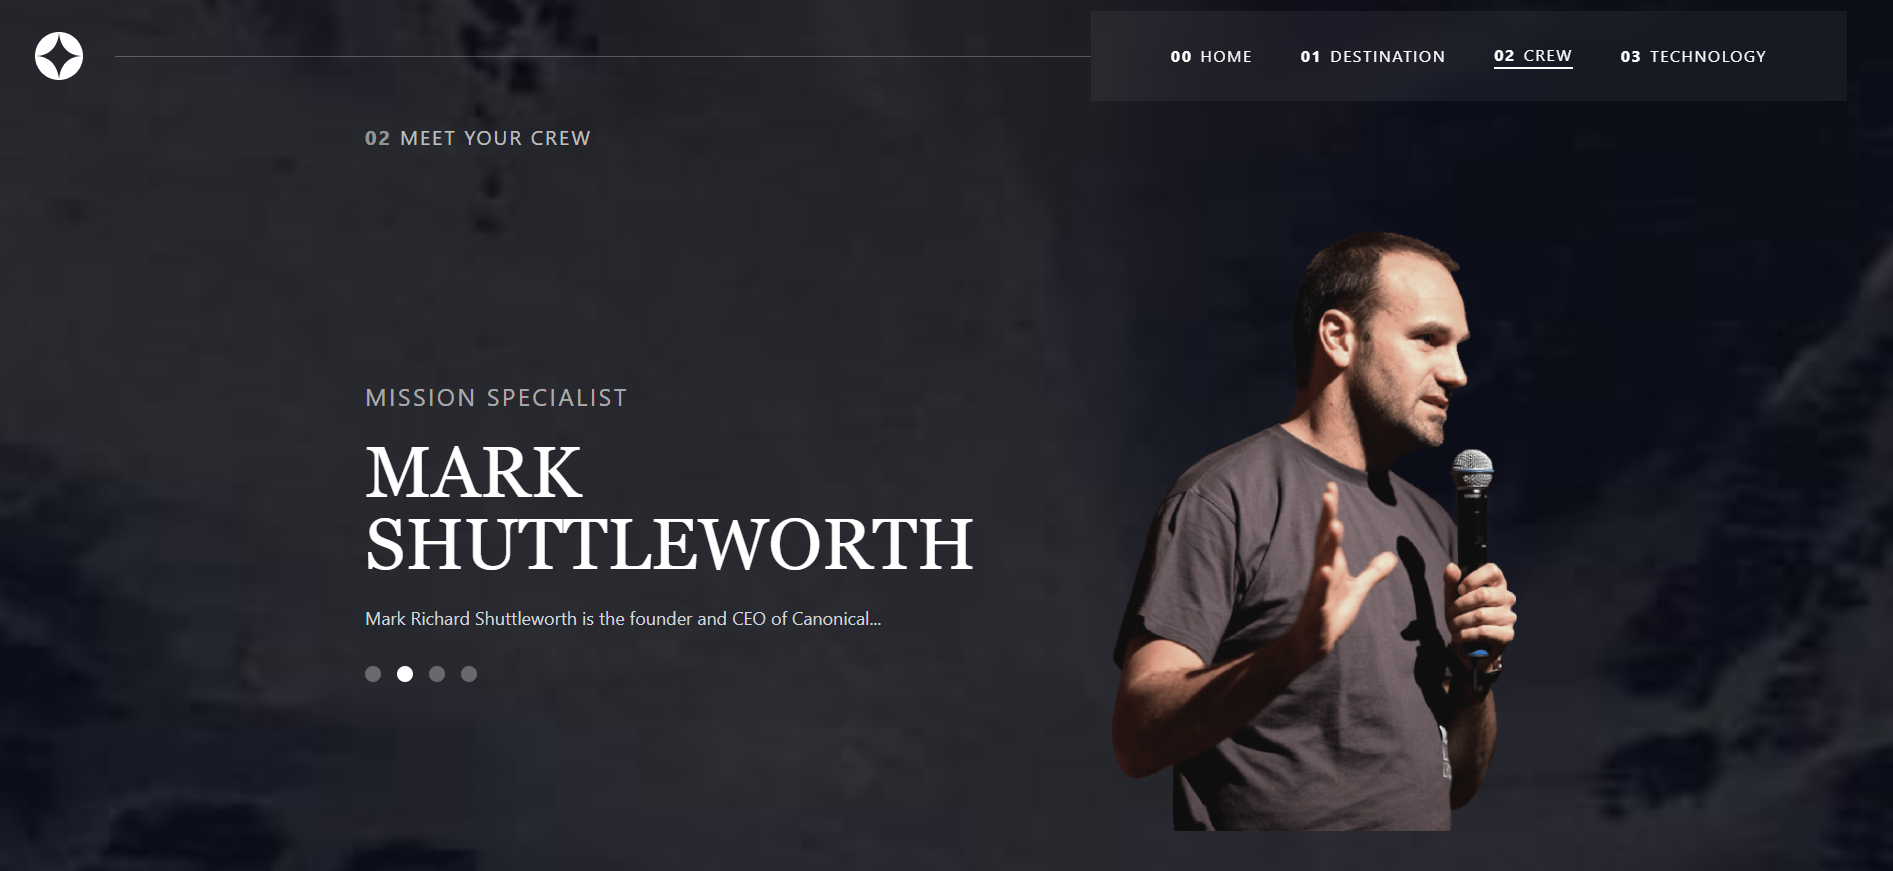 00 HOME 01 DESTINATION 02 CREW 03 TECHNOLOGY
02 MEET YOUR CREW
MISSION SPECIALIST
MARK
SHUTTLEWORTH
Mark Richard Shuttleworth is the founder and CEO of Canonical...